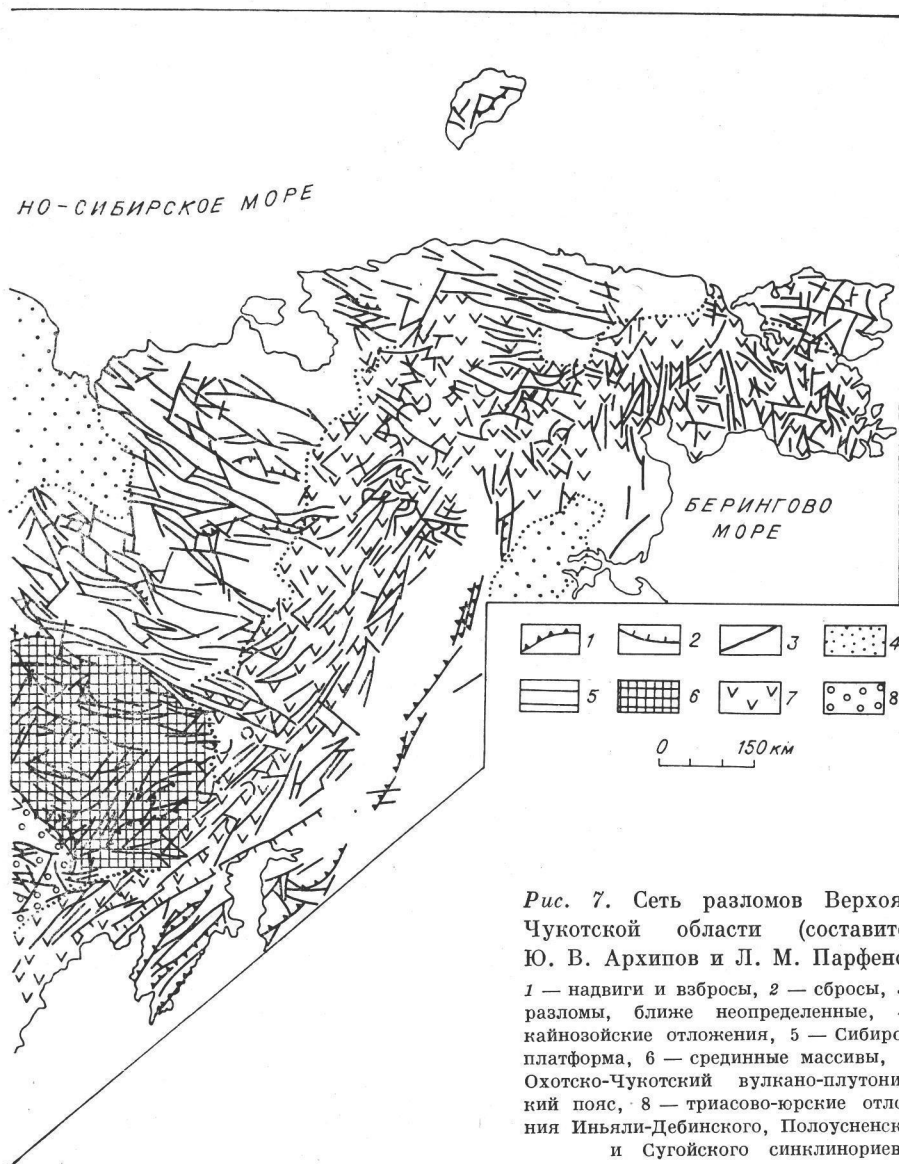 НО-СИБИРСКОЕ МОРЕ
БЕРИНГОВО
МОРЕ
1 2 3 4
5 6 7 8
0 150 км
Рис. 7. Сеть разломов Верхоя
Чукотской области (составит
Ю. В. Архипов и Л. М. Парфено
1 — надвиги и взбросы, 2 — сбросы,
разломы, ближе неопределенные,
кайнозойские отложения, 5 — Сибирс
платформа, 6 — срединные массивы,
Охотско-Чукотский вулкано-плутони
кий пояс, 8 — триасово-юрские отло
ния Иньяли-Дебинского, Полоусненск
и Сугойского синклинориев